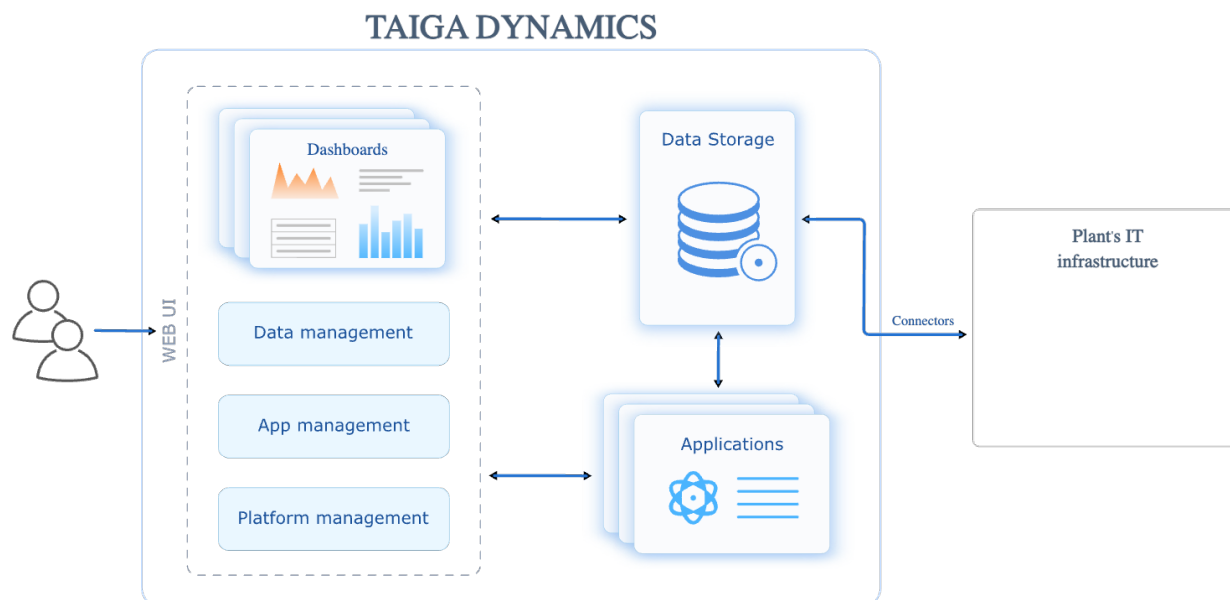 TAIGA DYNAMICS
WEB UI
Dashboards
Data management
App management
Platform management
Data Storage
Applications
Connectors
Plant's IT
infrastructure